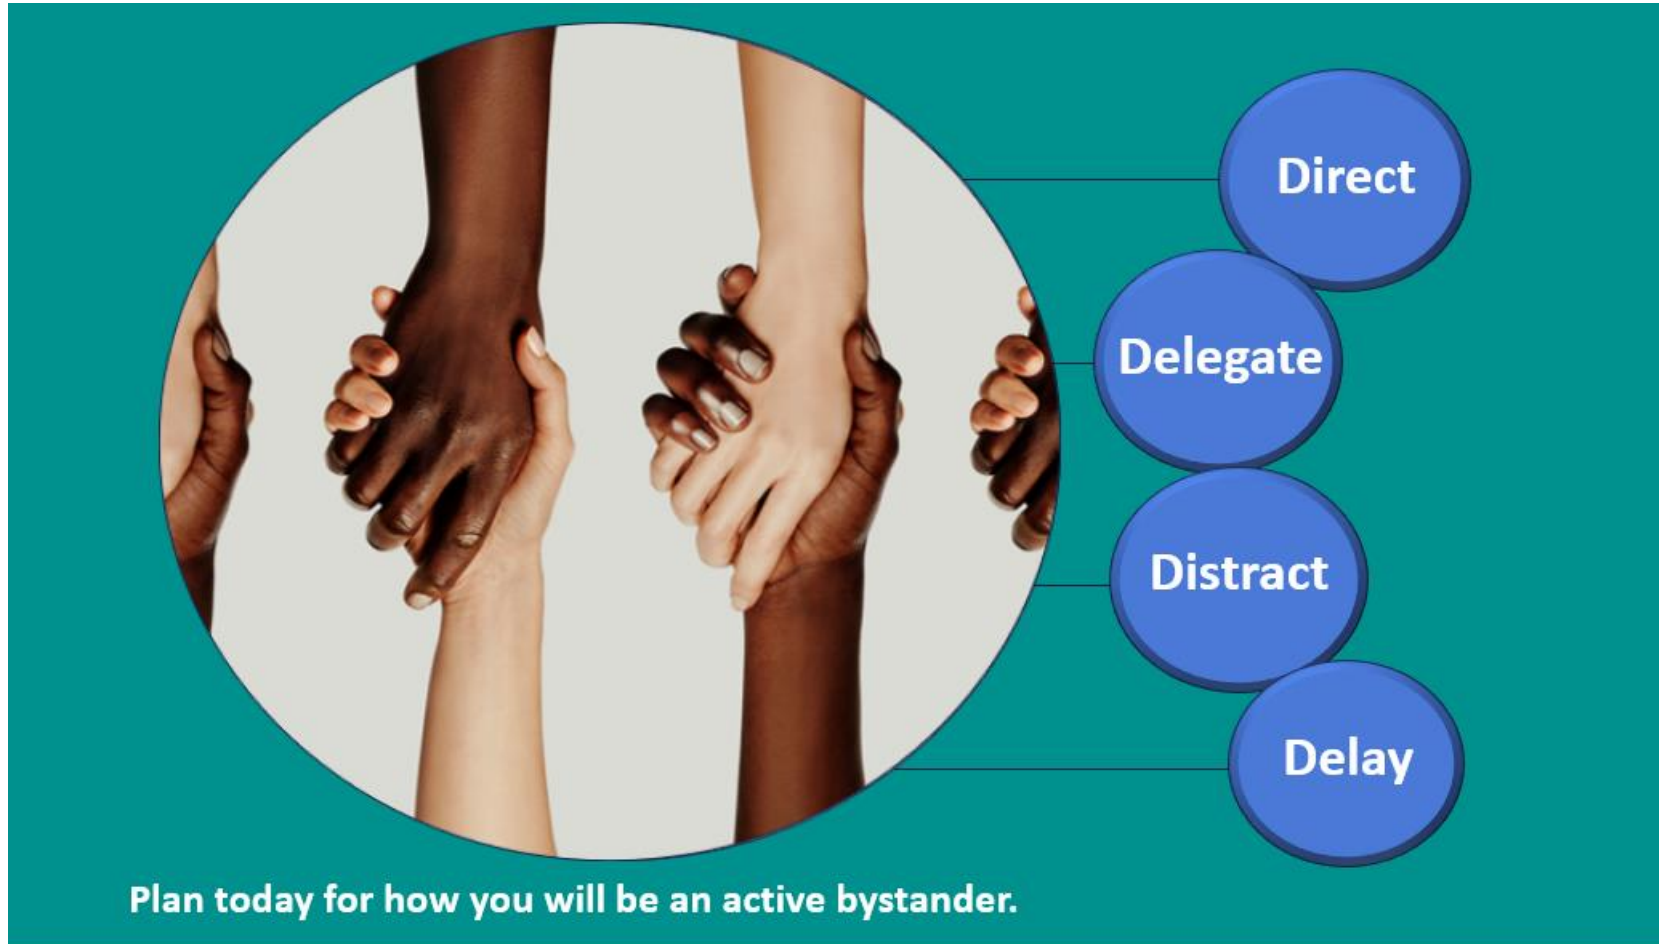 Direct
Delegate
Distract
Delay
Plan today for how you will be an active bystander.